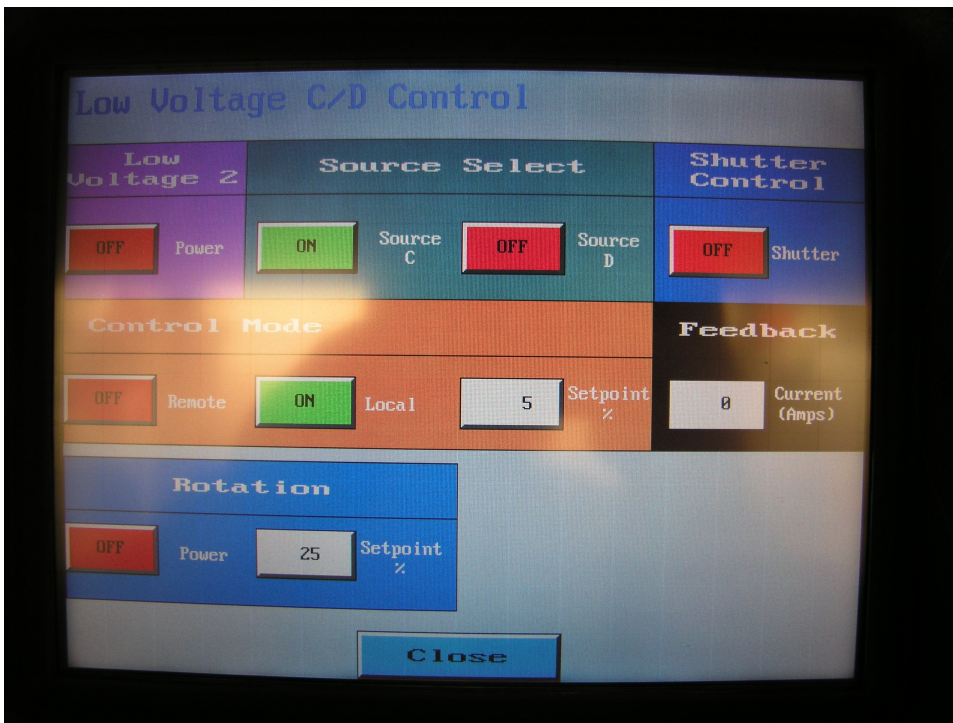 Low Voltage C/D Control
Low
Voltage 2
Source Select
Shutter
Control
OFF
Power
ON
Source
C
OFF
Source
D
OFF
Shutter
Control Mode
Feedback
OFF
Remote
ON
Local
5
Setpoint
%
0
Current
(Amps)
Rotation
OFF
Power
25
Setpoint
%
Close